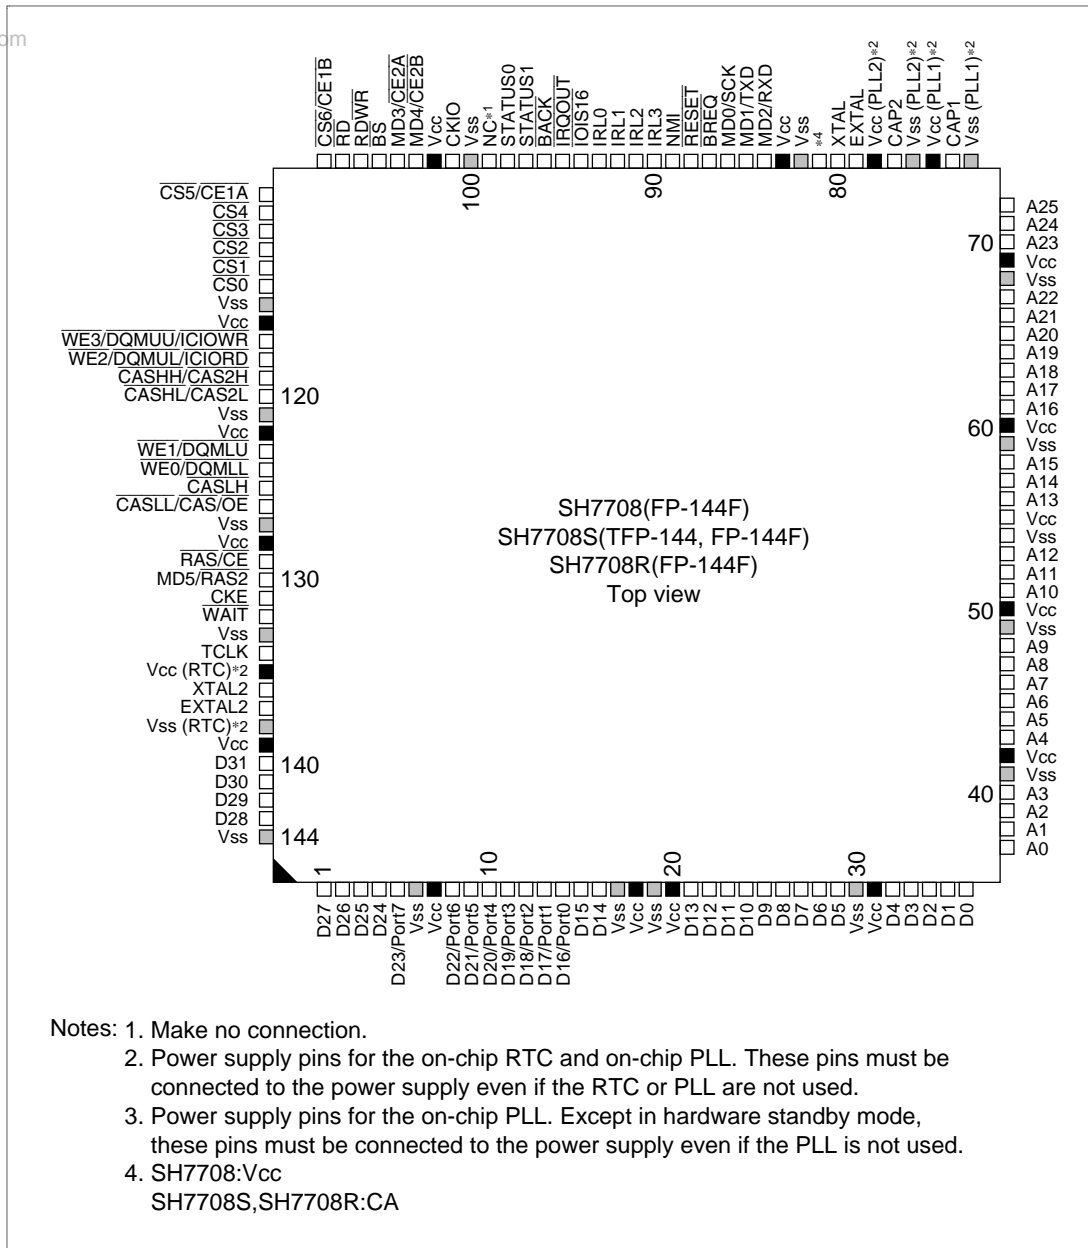 om
CS6/CE1B
RD
RDWR
BS
MD3/CE2A
MD4/CE2B
Vcc
CKIO
Vss
NC*1
STATUS0
STATUS1
BACK
IRQOUT
IOIS16
IRL0
IRL1
IRL2
IRL3
NMI
RESET
BREQ
MD0/SCK
MD1/TXD
MD2/RXD
Vcc
Vss
*4
XTAL
EXTAL
Vcc (PLL2)*2
CAP2
Vss (PLL2)*2
Vcc (PLL1)*2
CAP1
Vss (PLL1)*2
100
90
80
CS5/CE1A
CS4
CS3
CS2
CS1
CS0
Vss
Vcc
WE3/DQMUU/ICIOWR
WE2/DQMUL/ICIORD
CASHH/CAS2H
CASHL/CAS2L
120
Vss
Vcc
WE1/DQMLU
WE0/DQMLL
CASLH
CASLL/CAS/OE
Vss
Vcc
RAS/CE
MD5/RAS2
130
CKE
WAIT
Vss
TCLK
Vcc (RTC)*2
XTAL2
EXTAL2
Vss (RTC)*2
Vcc
D31
140
D30
D29
D28
Vss
144
SH7708(FP-144F)
SH7708S(TFP-144, FP-144F)
SH7708R(FP-144F)
Top view
A25
A24
70
A23
Vcc
Vss
A22
A21
A20
A19
A18
A17
A16
60
Vcc
Vss
A15
A14
A13
Vcc
Vss
A12
A11
A10
50
Vcc
Vss
A9
A8
A7
A6
A5
A4
Vcc
Vss
40
A3
A2
A1
A0
1
10
20
30
D27
D26
D25
D24
D23/Port7
Vss
Vcc
D22/Port6
D21/Port5
D20/Port4
D19/Port3
D18/Port2
D17/Port1
D16/Port0
D15
D14
Vss
Vcc
Vss
Vcc
D13
D12
D11
D10
D9
D8
D7
D6
D5
Vss
Vcc
D4
D3
D2
D1
D0
Notes: 1. Make no connection.
2. Power supply pins for the on-chip RTC and on-chip PLL. These pins must be
connected to the power supply even if the RTC or PLL are not used.
3. Power supply pins for the on-chip PLL. Except in hardware standby mode,
these pins must be connected to the power supply even if the PLL is not used.
4. SH7708:Vcc
SH7708S,SH7708R:CA